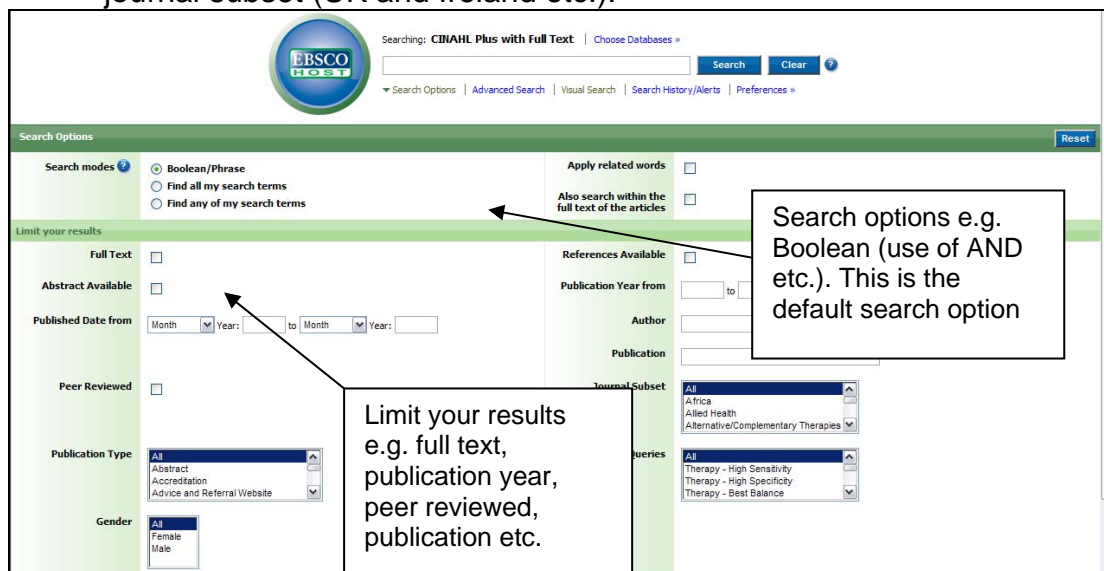 journal subset (UK and Ireland etc.).
EBSCO
HOST
Searching: CINAHL Plus with Full Text | Choose Databases »
Search Clear ?
Search Options | Advanced Search | Visual Search | Search History/Alerts | Preferences »
Search Options Reset
Search modes ?
Boolean/Phrase
Find all my search terms
Find any of my search terms
Apply related words
Also search within the
full text of the articles
Search options e.g.
Boolean (use of AND
etc.). This is the
default search option
Limit your results
Full Text
References Available
Abstract Available
Publication Year from to
Published Date from Month Year: to Month Year:
Author
Publication
Peer Reviewed
Journal Subset
All
Africa
Allied Health
Alternative/Complementary Therapies
Limit your results
e.g. full text,
publication year,
peer reviewed,
publication etc.
Publication Type
All
Abstract
Accreditation
Advice and Referral Website
Queries
All
Therapy - High Sensitivity
Therapy - High Specificity
Therapy - Best Balance
Gender
All
Female
Male